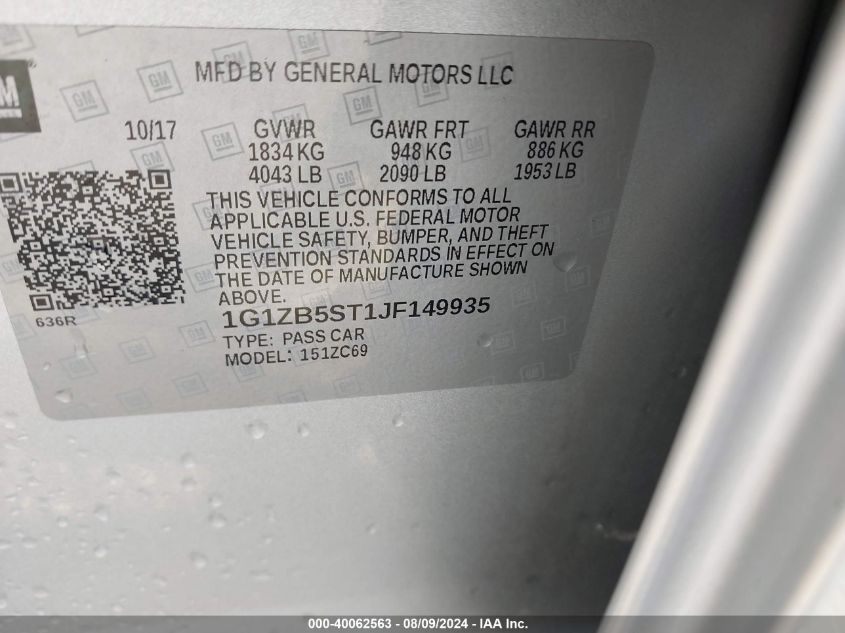 GM
MFD BY GENERAL MOTORS LLC
10/17 GVWR GAWR FRT GAWR RR
1834 KG 948 KG 886 KG
4043 LB 2090 LB 1953 LB
THIS VEHICLE CONFORMS TO ALL
APPLICABLE U.S. FEDERAL MOTOR
VEHICLE SAFETY, BUMPER, AND THEFT
PREVENTION STANDARDS IN EFFECT ON
THE DATE OF MANUFACTURE SHOWN
ABOVE.
636R
1G1ZB5ST1JF149935
TYPE: PASS CAR
MODEL: 151ZC69
000-40062563 - 08/09/2024 - IAA Inc.